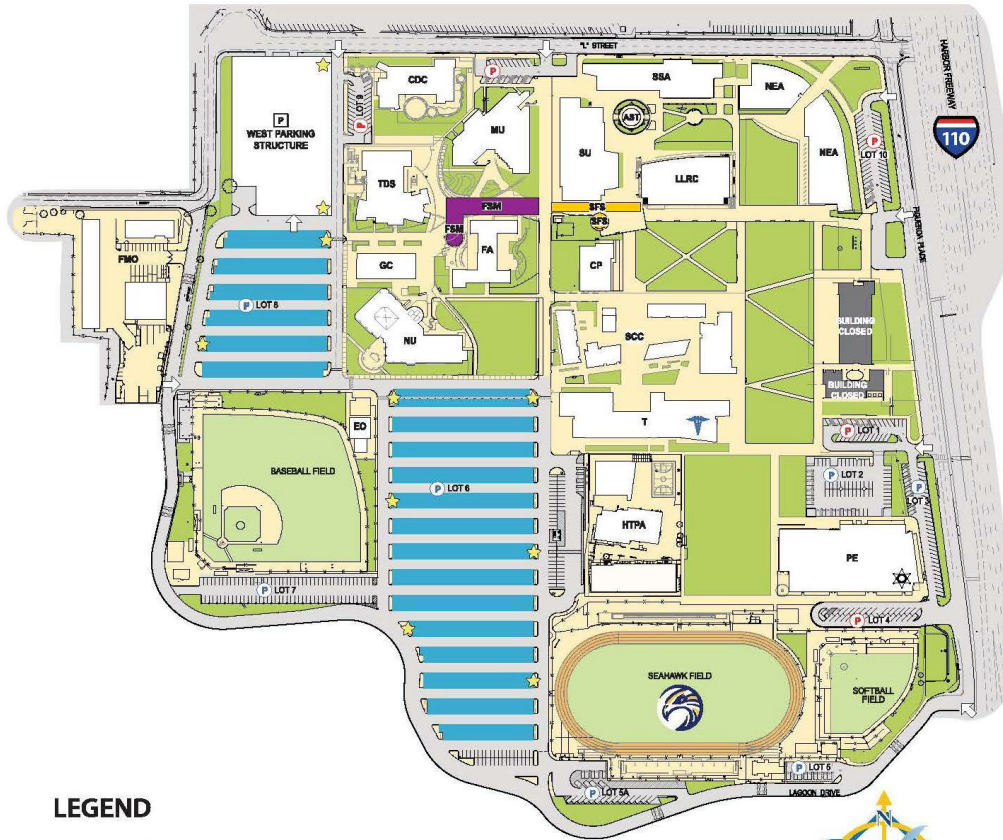 "L" STREET
HARBOR FREEWAY
110
P
CDC
SSA
NEA
P
WEST PARKING
STRUCTURE
LOT 9
P
MU
AST
SU
NEA
P
LOT 10
TDS
LLRC
FIGUEROA PLACE
FSM
SFS
FSM
SFS
FMO
FA
GC
CP
P LOT 8
NU
SCC
BUILDING
CLOSED
BUILDING
CLOSED
EO
T
P LOT 1
BASEBALL FIELD
P LOT 6
P LOT 2
P
LOT 3
HTPA
PE
P LOT 7
P LOT 4
SEAHAWK FIELD
SOFTBALL
FIELD
P LOT 5
P LOT 5A
LAGOON DRIVE
LEGEND
N